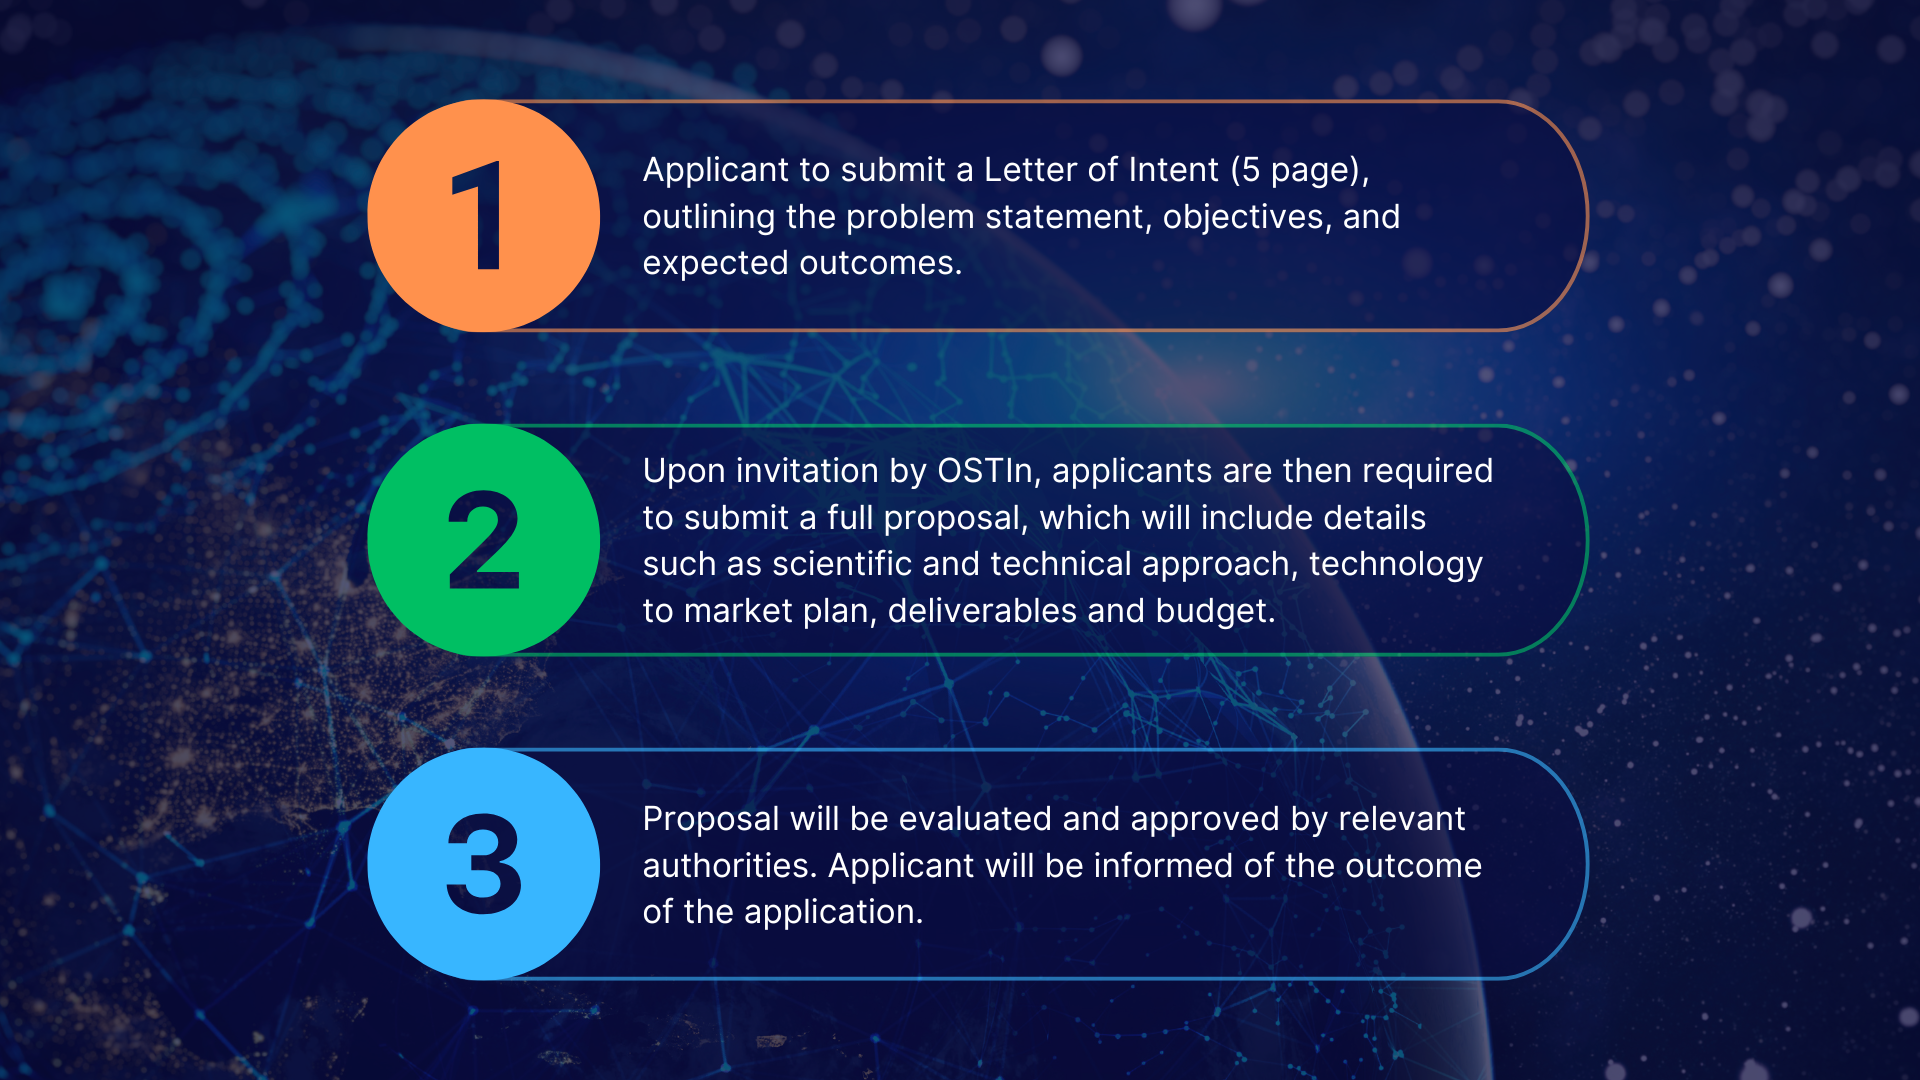 1
Applicant to submit a Letter of Intent (5 page),
outlining the problem statement, objectives, and
expected outcomes.
2
Upon invitation by OSTIn, applicants are then required
to submit a full proposal, which will include details
such as scientific and technical approach, technology
to market plan, deliverables and budget.
3
Proposal will be evaluated and approved by relevant
authorities. Applicant will be informed of the outcome
of the application.